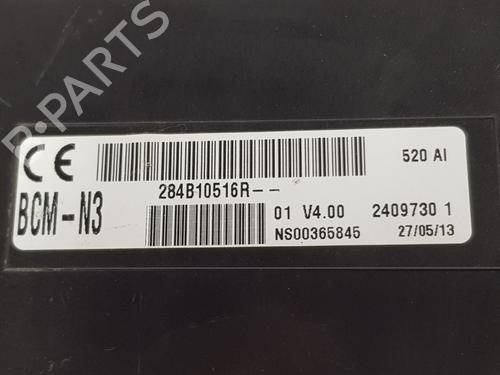 B-PARTS
CE
520 AI
284B10516R--
BCM-N3
01 V4.00
2409730 1
NS00365845
27/05/13